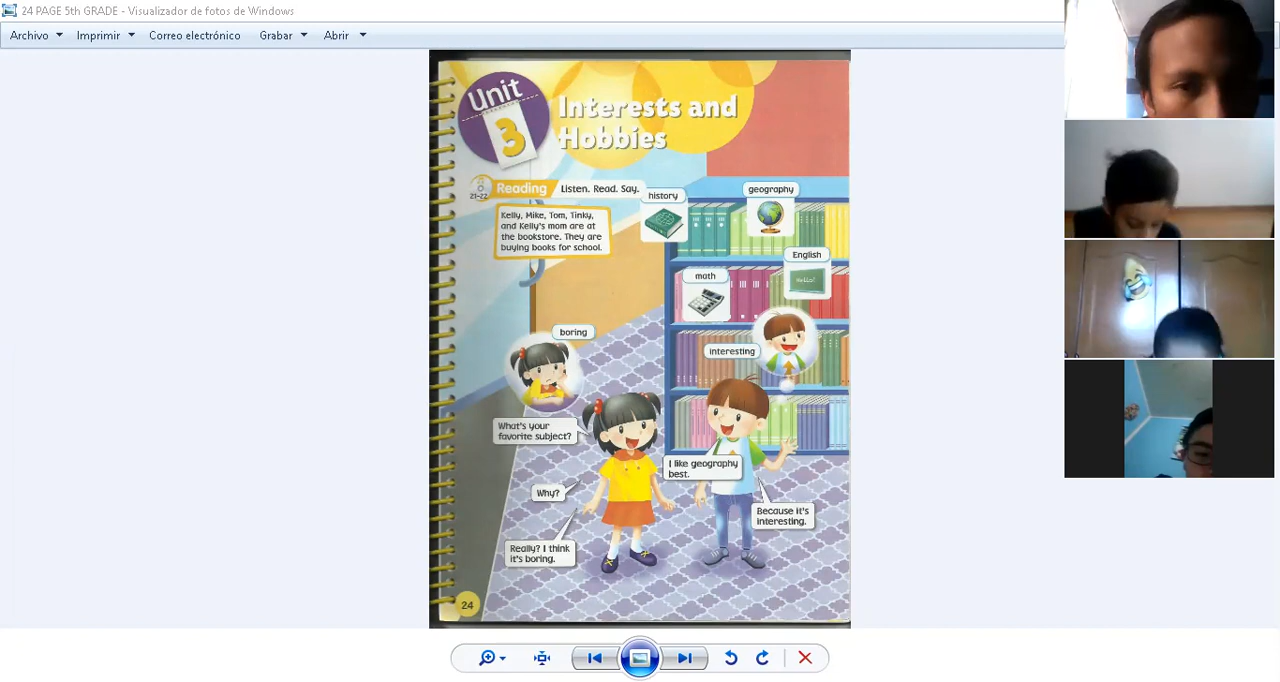 24 PAGE 5th GRADE - Visualizador de fotos de Windows
Archivo Imprimir Correo electrónico Grabar Abrir
Unit
3
Interests and
Hobbies
21-22
Reading Listen. Read. Say.
Kelly, Mike, Tom, Tinky,
and Kelly's mom are at
the bookstore. They are
buying books for school.
history
geography
English
Hello!
math
boring
interesting
What's your
favorite subject?
I like geography
best.
Why?
Because it's
interesting.
Really? I think
it's boring.
24